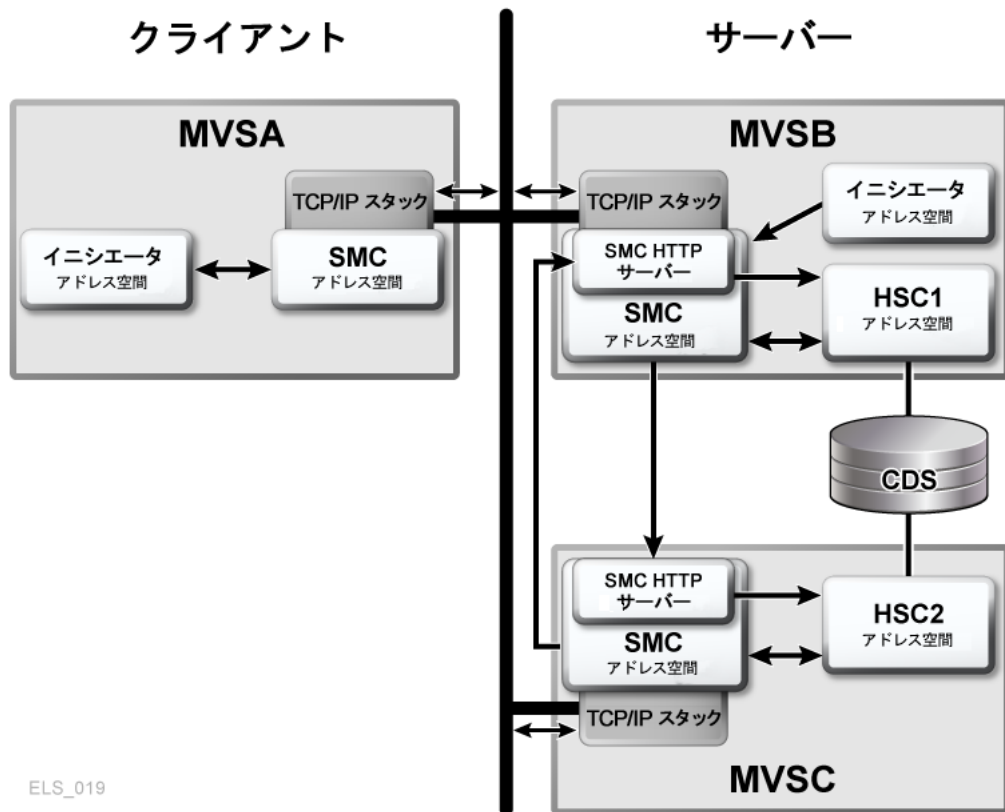 クライアント
サーバー
MVSA
TCP/IP スタック
イニシエータ
アドレス空間
SMC
アドレス空間
MVSB
TCP/IP スタック
SMC HTTP
サーバー
SMC
アドレス空間
イニシエータ
アドレス空間
HSC1
アドレス空間
CDS
SMC HTTP
サーバー
SMC
アドレス空間
TCP/IP スタック
HSC2
アドレス空間
MVSC
ELS_019